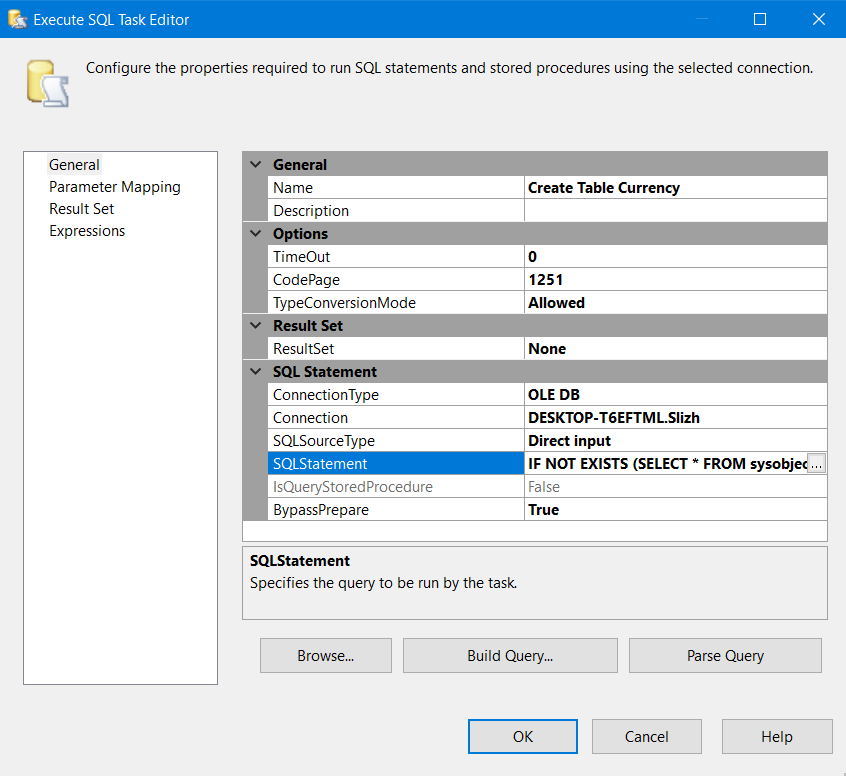 Execute SQL Task Editor
Configure the properties required to run SQL statements and stored procedures using the selected connection.
General
Parameter Mapping
Result Set
Expressions
General
Name Create Table Currency
Description
Options
TimeOut 0
CodePage 1251
TypeConversionMode Allowed
Result Set
ResultSet None
SQL Statement
ConnectionType OLE DB
Connection DESKTOP-T6EFTML.Slizh
SQLSourceType Direct input
SQLStatement IF NOT EXISTS (SELECT * FROM sysobjec ...
IsQueryStoredProcedure False
BypassPrepare True
SQLStatement
Specifies the query to be run by the task.
Browse... Build Query... Parse Query
OK Cancel Help